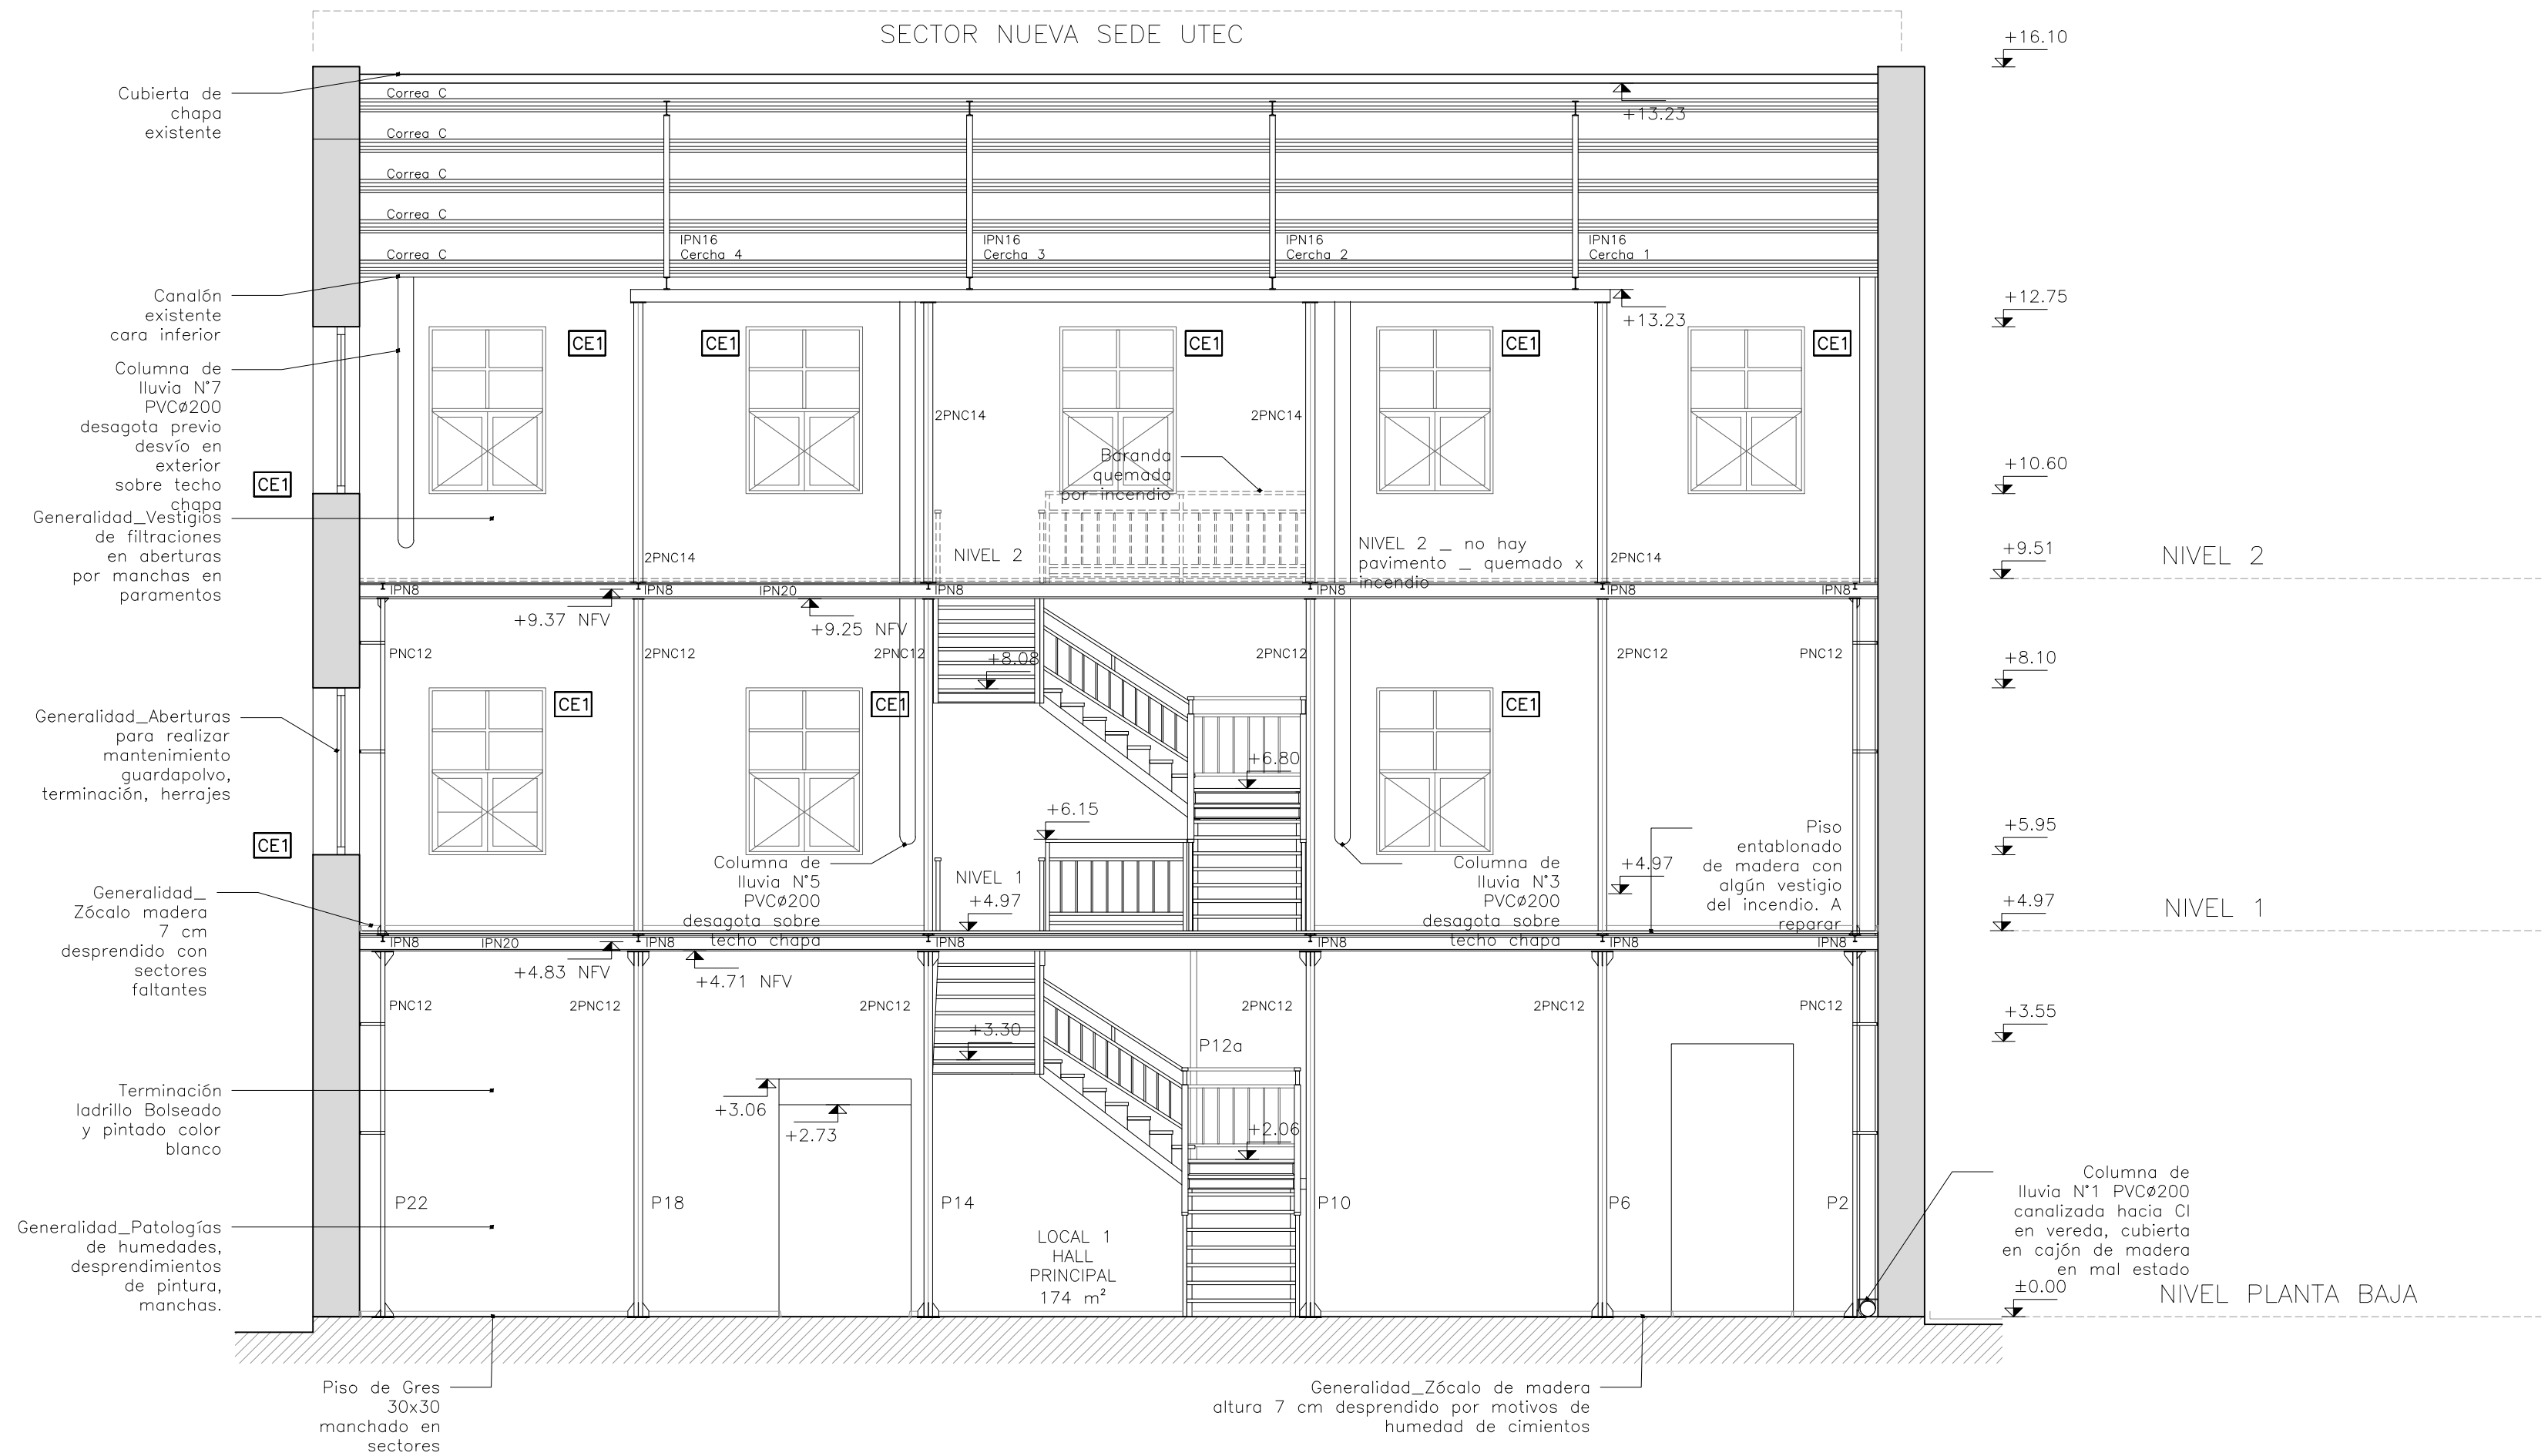 SECTOR NUEVA SEDE UTEC
+16.10
Cubierta de
chapa
existente
Correa C
Correa C
Correa C
Correa C
Correa C
+13.23
IPN16
Cercha 4
IPN16
Cercha 3
IPN16
Cercha 2
IPN16
Cercha 1
Canalón
existente
cara inferior
+13.23
+12.75
CE1
CE1
CE1
CE1
CE1
Columna de
lluvia N°7
PVCø200
desagota previo
desvío en
exterior
sobre techo
chapa
2PNC14
2PNC14
Baranda
quemada
por incendio
CE1
+10.60
Generalidad_Vestigios
de filtraciones
en aberturas
por manchas en
paramentos
2PNC14
NIVEL 2
NIVEL 2 _ no hay
pavimento _ quemado x
incendio
2PNC14
+9.51
NIVEL 2
IPN8
IPN8
IPN20
IPN8
IPN8
IPN8
IPN8
+9.37 NFV
+9.25 NFV
PNC12
2PNC12
2PNC12
2PNC12
2PNC12
PNC12
+8.08
+8.10
CE1
CE1
CE1
Generalidad_Aberturas
para realizar
mantenimiento
guardapolvo,
terminación, herrajes
+6.80
+6.15
CE1
+5.95
Columna de
lluvia N°5
PVCø200
desagota sobre
techo chapa
NIVEL 1
+4.97
Columna de
lluvia N°3
PVCø200
desagota sobre
techo chapa
+4.97
Piso
entablonado
de madera con
algún vestigio
del incendio. A
reparar
+4.97
NIVEL 1
Generalidad_
Zócalo madera
7 cm
desprendido con
sectores
faltantes
IPN8
IPN20
IPN8
IPN8
IPN8
IPN8
IPN8
+4.83 NFV
+4.71 NFV
PNC12
2PNC12
2PNC12
2PNC12
2PNC12
PNC12
+3.55
+3.30
P12a
Terminación
ladrillo Bolseado
y pintado color
blanco
+3.06
+2.73
+2.06
P22
P18
P14
P10
P6
P2
Generalidad_Patologías
de humedades,
desprendimientos
de pintura,
manchas.
LOCAL 1
HALL
PRINCIPAL
174 m²
Columna de
lluvia N°1 PVCø200
canalizada hacia CI
en vereda, cubierta
en cajón de madera
en mal estado
±0.00
NIVEL PLANTA BAJA
Piso de Gres
30x30
manchado en
sectores
Generalidad_Zócalo de madera
altura 7 cm desprendido por motivos de
humedad de cimientos